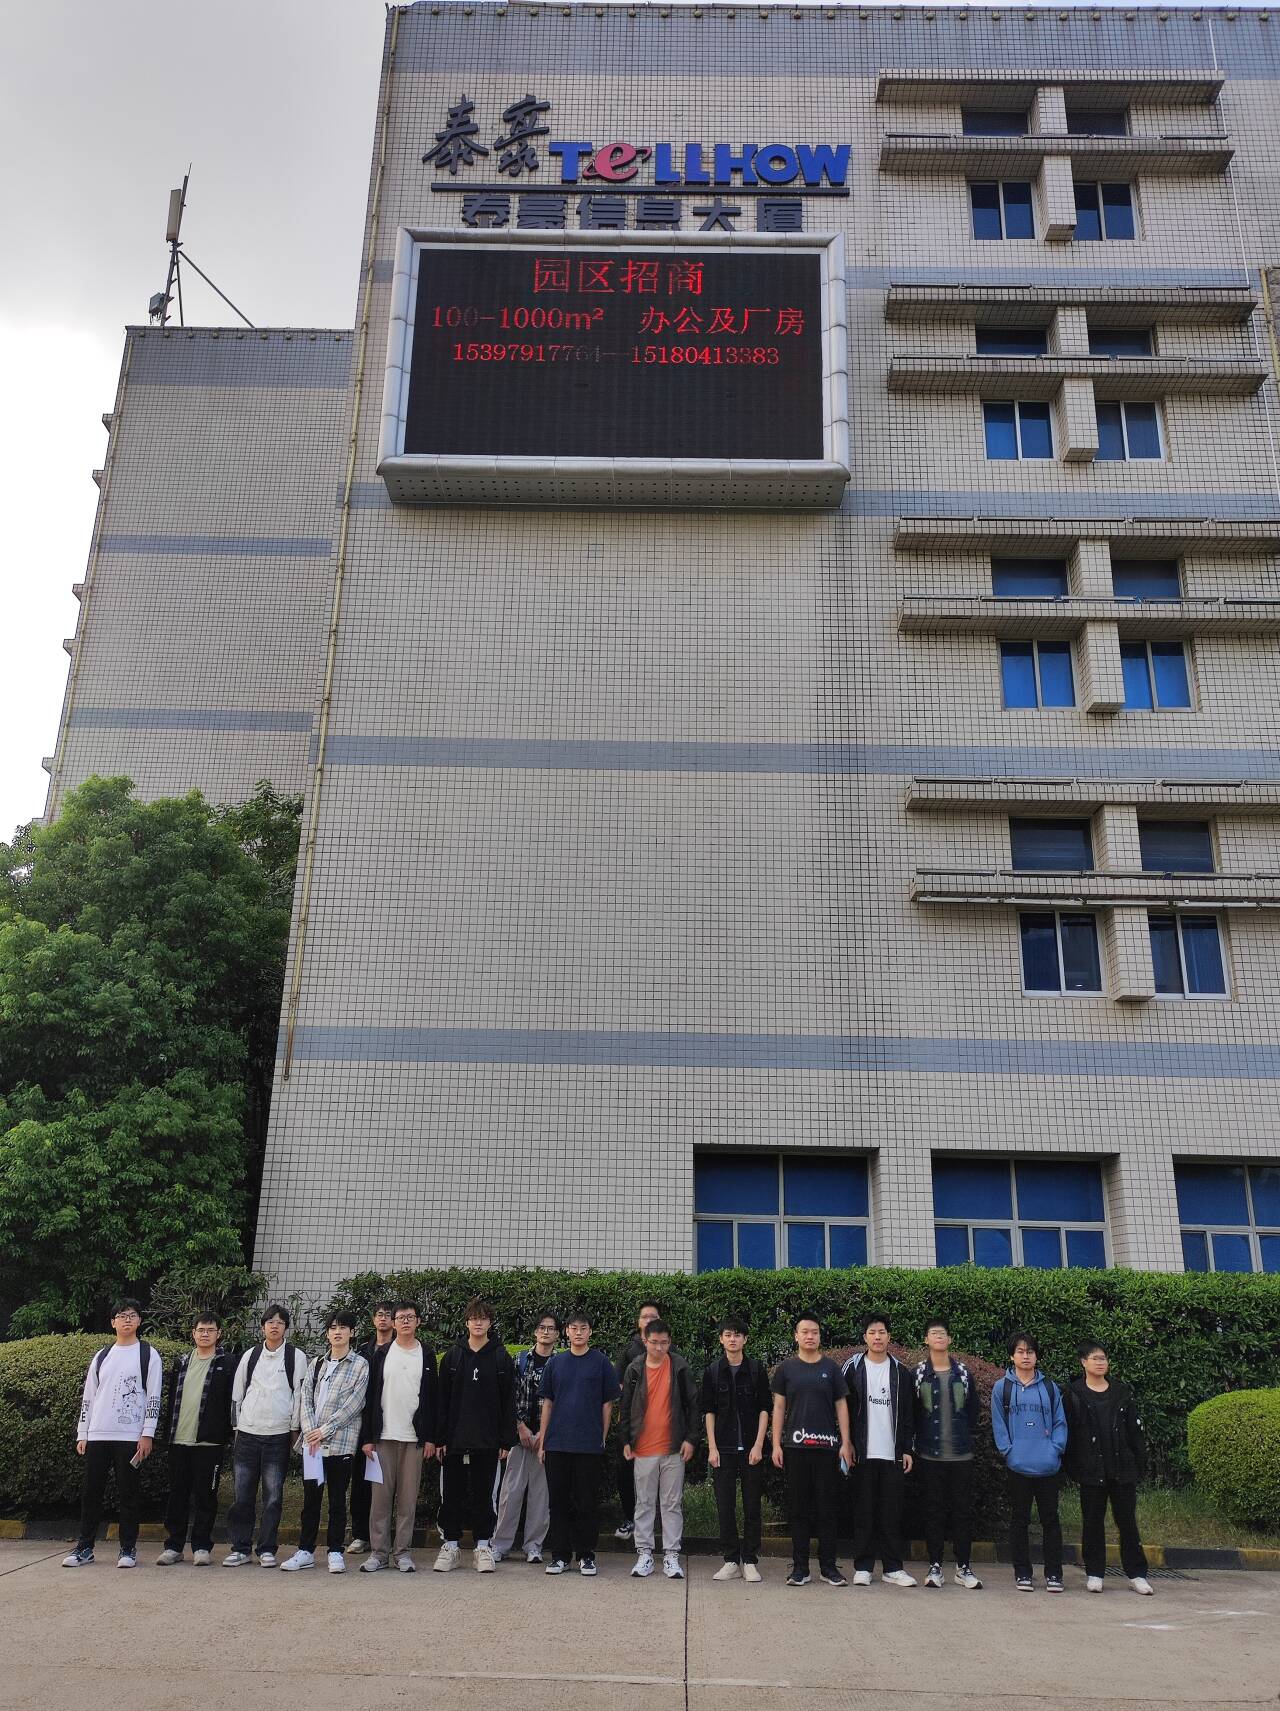 泰豪 TellHOW
泰豪信息大厦
园区招商
100-1000m² 办公及厂房
15397917764--15180413383
Champ